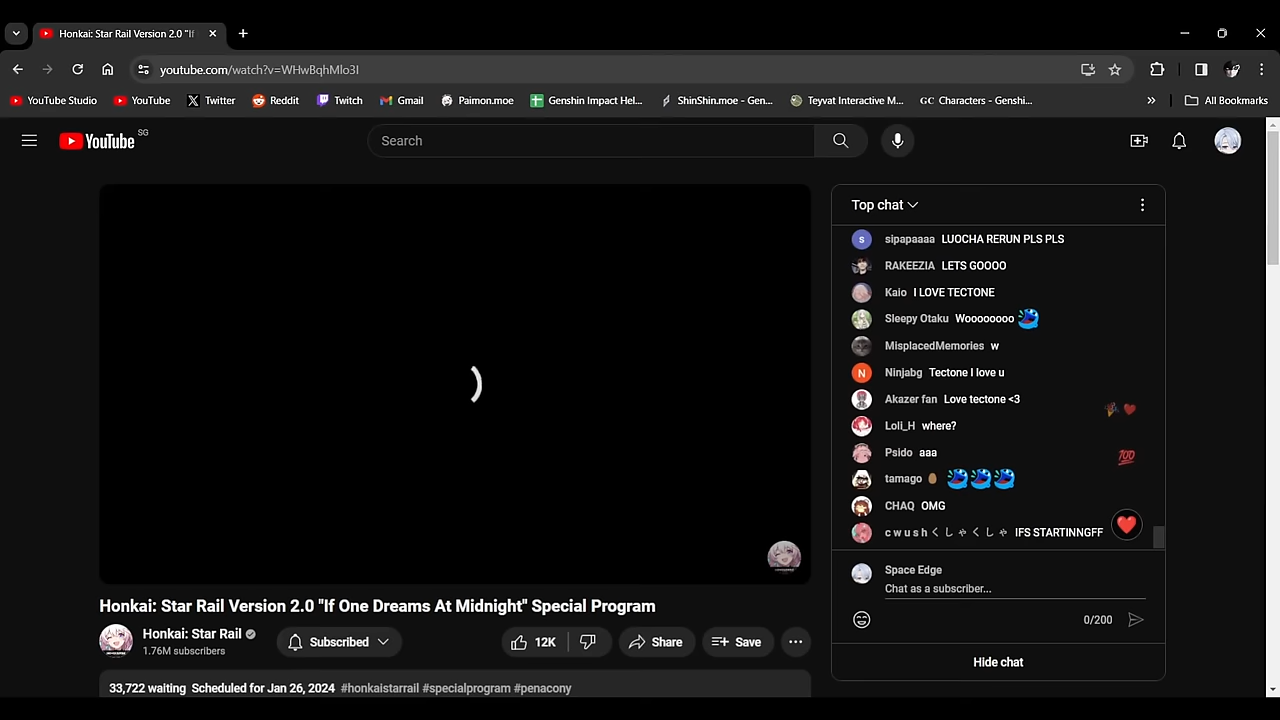 Honkai: Star Rail Version 2.0 "If
youtube.com/watch?v=WHwBqhMlo3I
YouTube Studio YouTube Twitter Reddit Twitch Gmail Paimon.moe Genshin Impact Hel... ShinShin.moe - Gen... Teyvat Interactive M... GC Characters - Genshi... » All Bookmarks
YouTube SG
Search
Top chat
sipapaaaa LUOCHA RERUN PLS PLS
RAKEEZIA LETS GOOOO
Kaio I LOVE TECTONE
Sleepy Otaku Woooooooo
MisplacedMemories w
N Ninjabg Tectone I love u
Akazer fan Love tectone <3
Loli_H where?
Psido aaa
100
tamago
CHAQ OMG
c w u s h く し ゃ く し ゃ IFS STARTINNGFF
Space Edge
Chat as a subscriber...
0/200
Hide chat
Honkai: Star Rail Version 2.0 "If One Dreams At Midnight" Special Program
Honkai: Star Rail
1.76M subscribers
Subscribed
12K
Share
Save
33,722 waiting Scheduled for Jan 26, 2024 #honkaistarrail #specialprogram #penacony